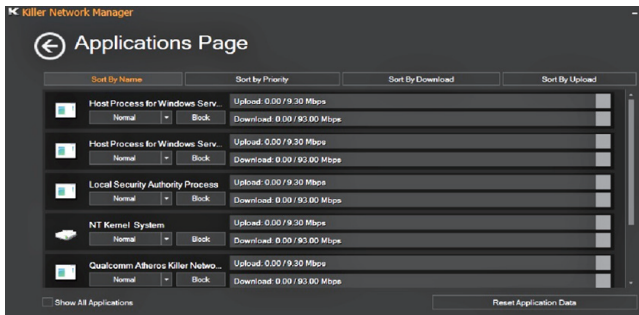 Killer Network Manager
Applications Page
Sort By Name Sort by Priority Sort By Download Sort By Upload
Host Process for Windows Serv...
Upload: 0.00 / 9.30 Mbps
Normal Block
Download: 0.00 / 93.00 Mbps
Host Process for Windows Serv...
Upload: 0.00 / 9.30 Mbps
Normal Block
Download: 0.00 / 93.00 Mbps
Local Security Authority Process
Upload: 0.00 / 9.30 Mbps
Normal Block
Download: 0.00 / 93.00 Mbps
NT Kernel System
Upload: 0.00 / 9.30 Mbps
Normal Block
Download: 0.00 / 93.00 Mbps
Qualcomm Atheros Killer Netwo...
Upload: 0.00 / 9.30 Mbps
Normal Block
Download: 0.00 / 93.00 Mbps
Show All Applications Reset Application Data